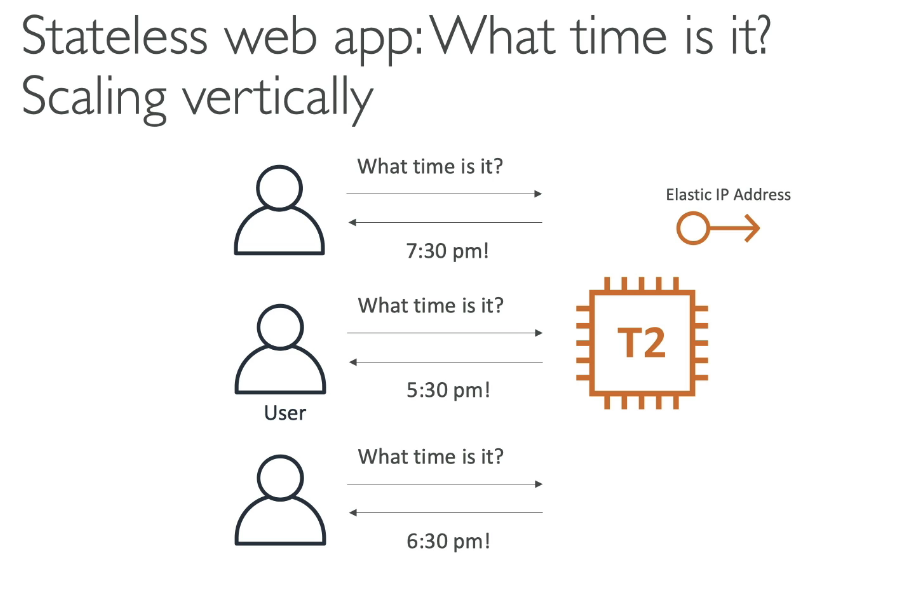 Stateless web app: What time is it?
Scaling vertically
What time is it?
Elastic IP Address
7:30 pm!
What time is it?
T2
5:30 pm!
User
What time is it?
6:30 pm!